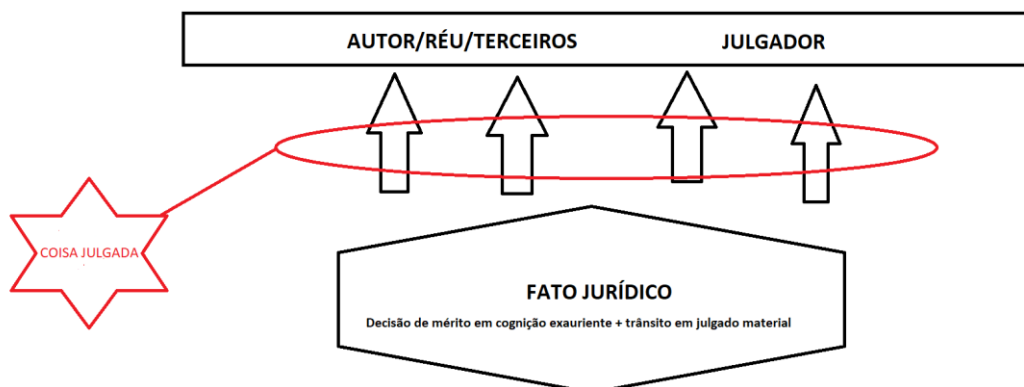 AUTOR/RÉU/TERCEIROS JULGADOR
COISA JULGADA
FATO JURÍDICO
Decisão de mérito em cognição exauriente + trânsito em julgado material